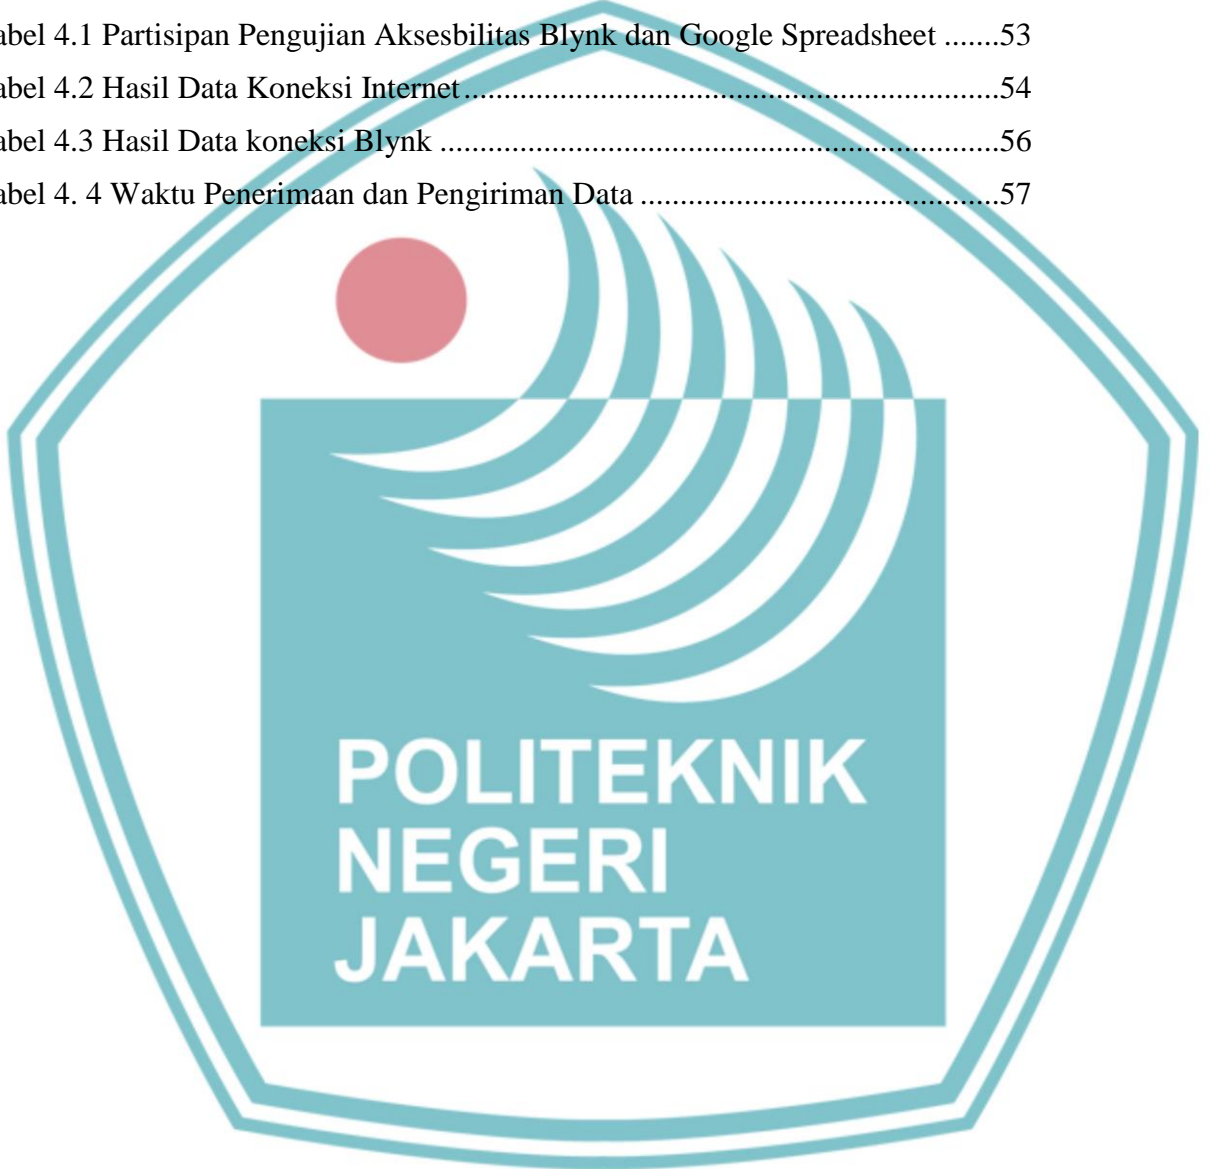 abel 4.1 Partisipan Pengujian Aksesbilitas Blynk dan Google Spreadsheet .......53
abel 4.2 Hasil Data Koneksi Internet....................................................................54
abel 4.3 Hasil Data koneksi Blynk .......................................................................56
abel 4. 4 Waktu Penerimaan dan Pengiriman Data .............................................57
POLITEKNIK
NEGERI
JAKARTA